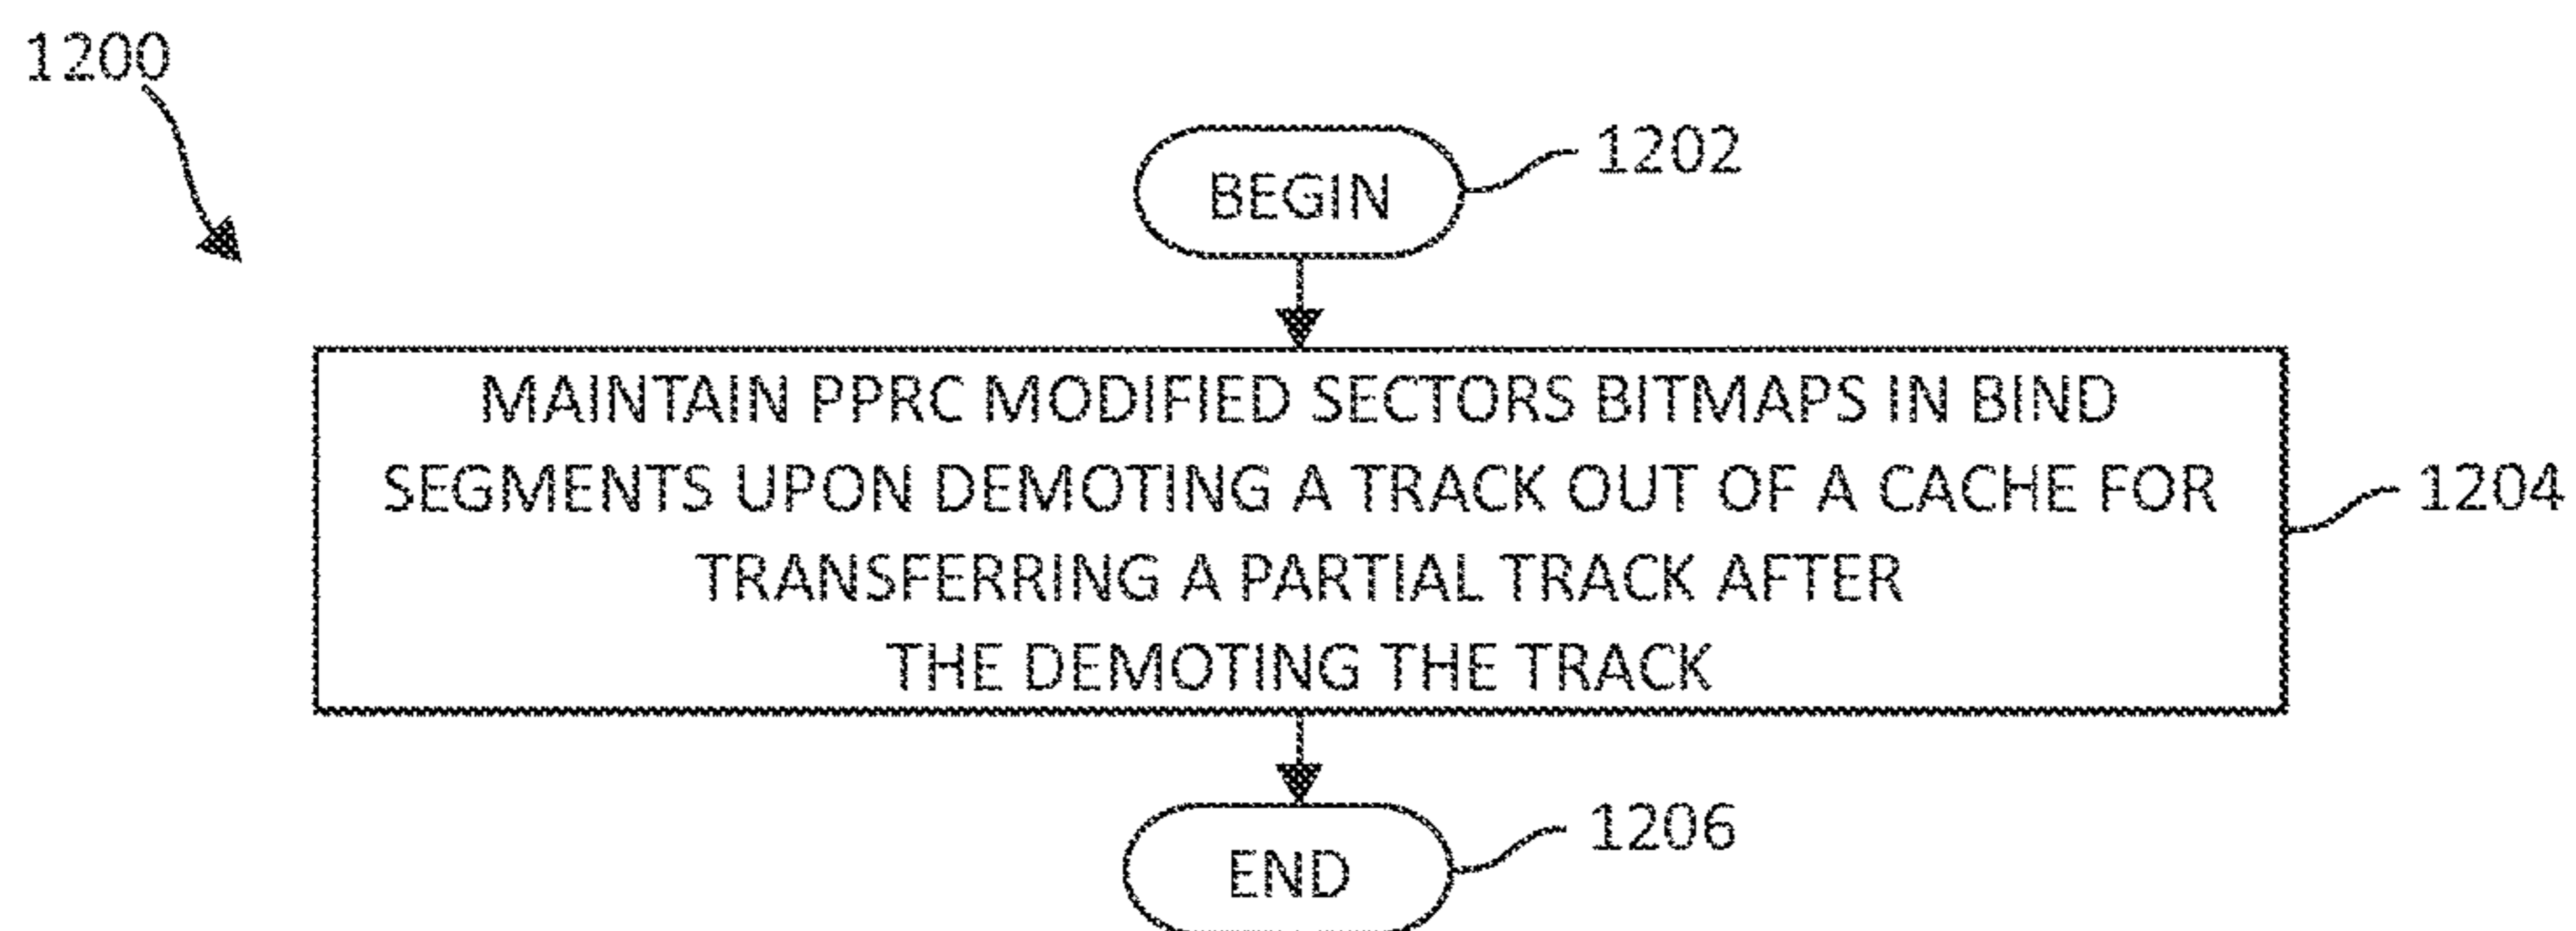 1200
BEGIN
1202
MAINTAIN PPRC MODIFIED SECTORS BITMAPS IN BIND
SEGMENTS UPON DEMOTING A TRACK OUT OF A CACHE FOR
TRANSFERRING A PARTIAL TRACK AFTER
THE DEMOTING THE TRACK
1204
END
1206